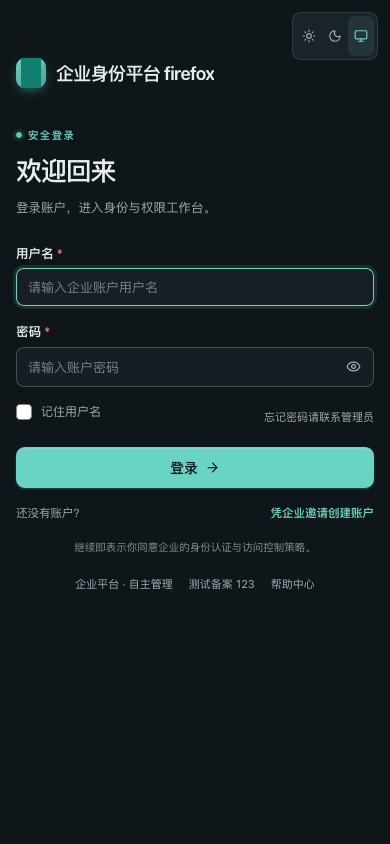 企业身份平台 firefox
安全登录
欢迎回来
登录账户，进入身份与权限工作台。
用户名 *
请输入企业账户用户名
密码 *
请输入账户密码
记住用户名
忘记密码请联系管理员
登录 →
还没有账户?
凭企业邀请创建账户
继续即表示你同意企业的身份认证与访问控制策略。
企业平台 · 自主管理 测试备案 123 帮助中心